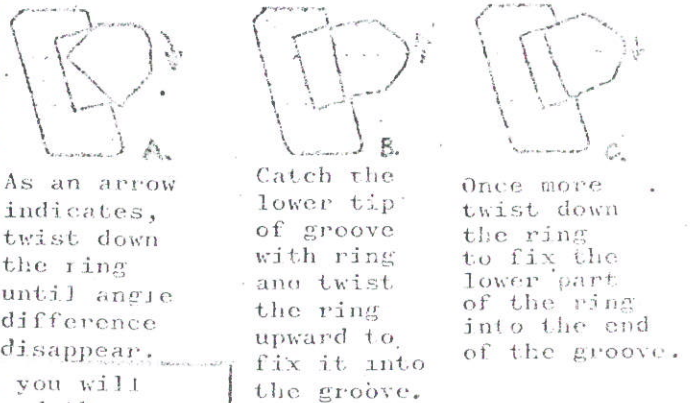 A.
As an arrow
indicates,
twist down
the ring
until angle
difference
disappear.
you will
B.
Catch the
lower tip
of groove
with ring
and twist
the ring
upward to
fix it into
the groove.
C.
Once more
twist down
the ring
to fix the
lower part
of the ring
into the end
of the groove.